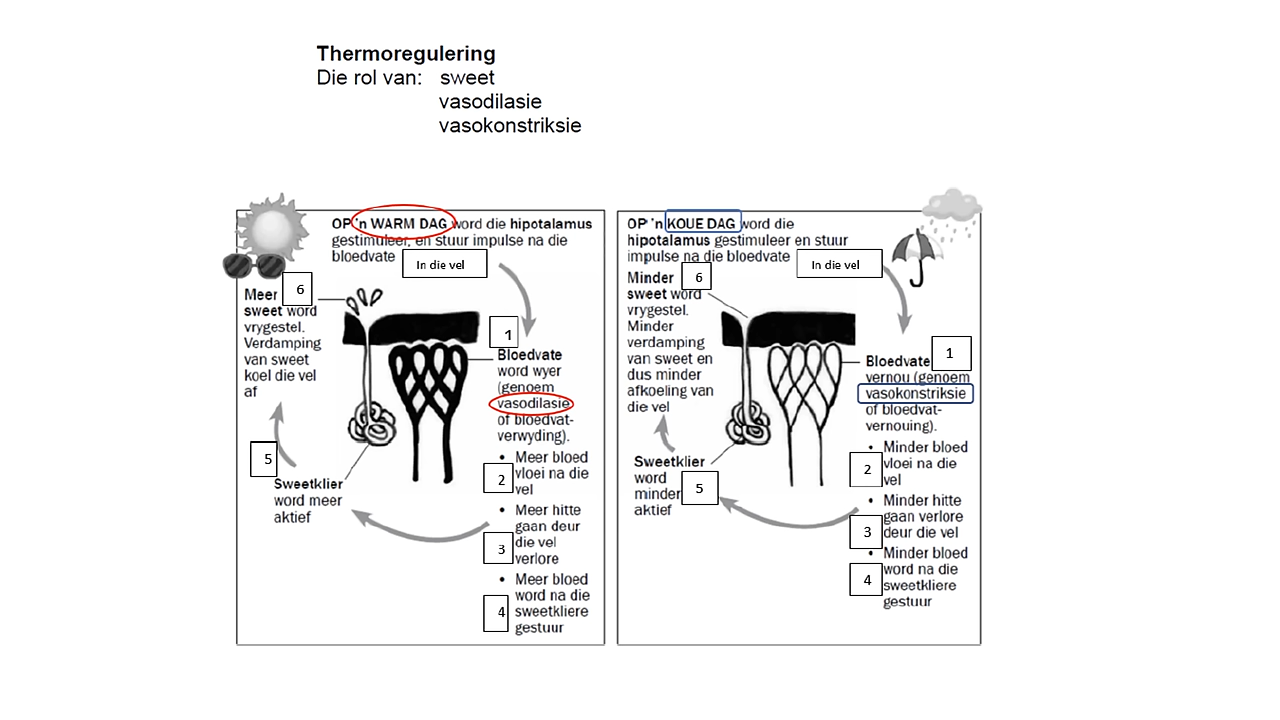 Thermoregulering
Die rol van: sweet
vasodilasie
vasokonstriksie
OP 'n WARM DAG word die hipotalamus
gestimuleer, en stuur impulse na die
bloedvate
In die vel
6
Meer
sweet word
vrygestel.
Verdamping
van sweet
koel die vel
af
1
Bloedvate
word wyer
(genoem
vasodilasie
of bloedvat-
verwyding).
• Meer bloed
vloei na die
vel
2
• Meer hitte
gaan deur
die vel
verlore
3
• Meer bloed
word na die
sweetkliere
gestuur
4
5
Sweetklier
word meer
aktief
OP 'n KOUE DAG word die
hipotalamus gestimuleer en stuur
impulse na die bloedvate
In die vel
Minder
sweet word
vrygestel.
Minder
verdamping
van sweet en
dus minder
afkoeling van
die vel
6
1
Bloedvate
vernou (genoem
vasokonstriksie
of bloedvat-
vernouing).
• Minder bloed
vloei na die
vel
2
• Minder hitte
gaan verlore
deur die vel
3
• Minder bloed
word na die
sweetkliere
gestuur
4
Sweetklier
word
minder
aktief
5